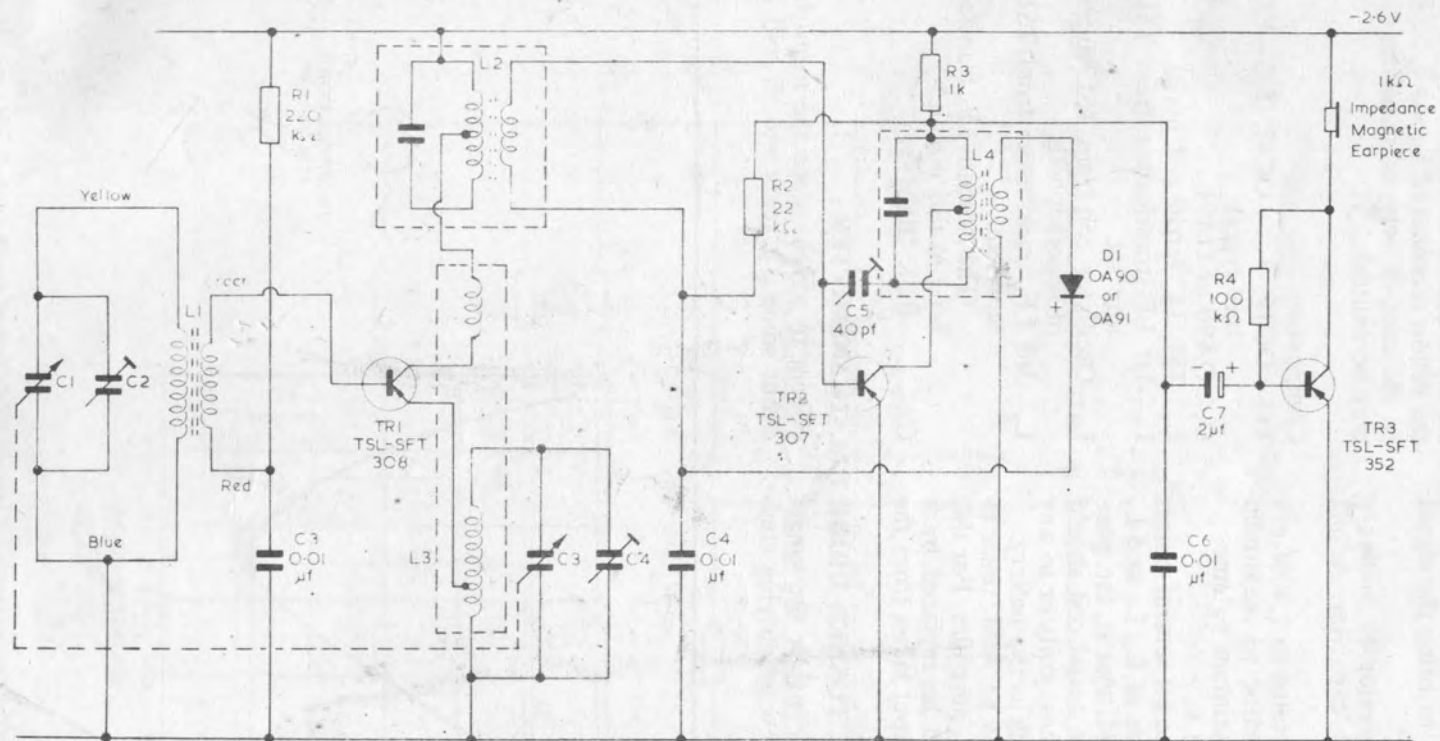 -2·6V
R1
220
kΩ
L2
R3
1k
1kΩ
Impedance
Magnetic
Earpiece
Yellow
Green
L1
C1
C2
Red
Blue
C3
0·01
μf
TR1
TSL-SFT
308
L3
C3
C4
C4
0·01
μf
R2
22
kΩ
C5
40pf
L4
TR2
TSL-SFT
307
D1
OA90
or
OA91
+
R4
100
kΩ
- +
C7
2μf
C6
0·01
μf
TR3
TSL-SFT
352